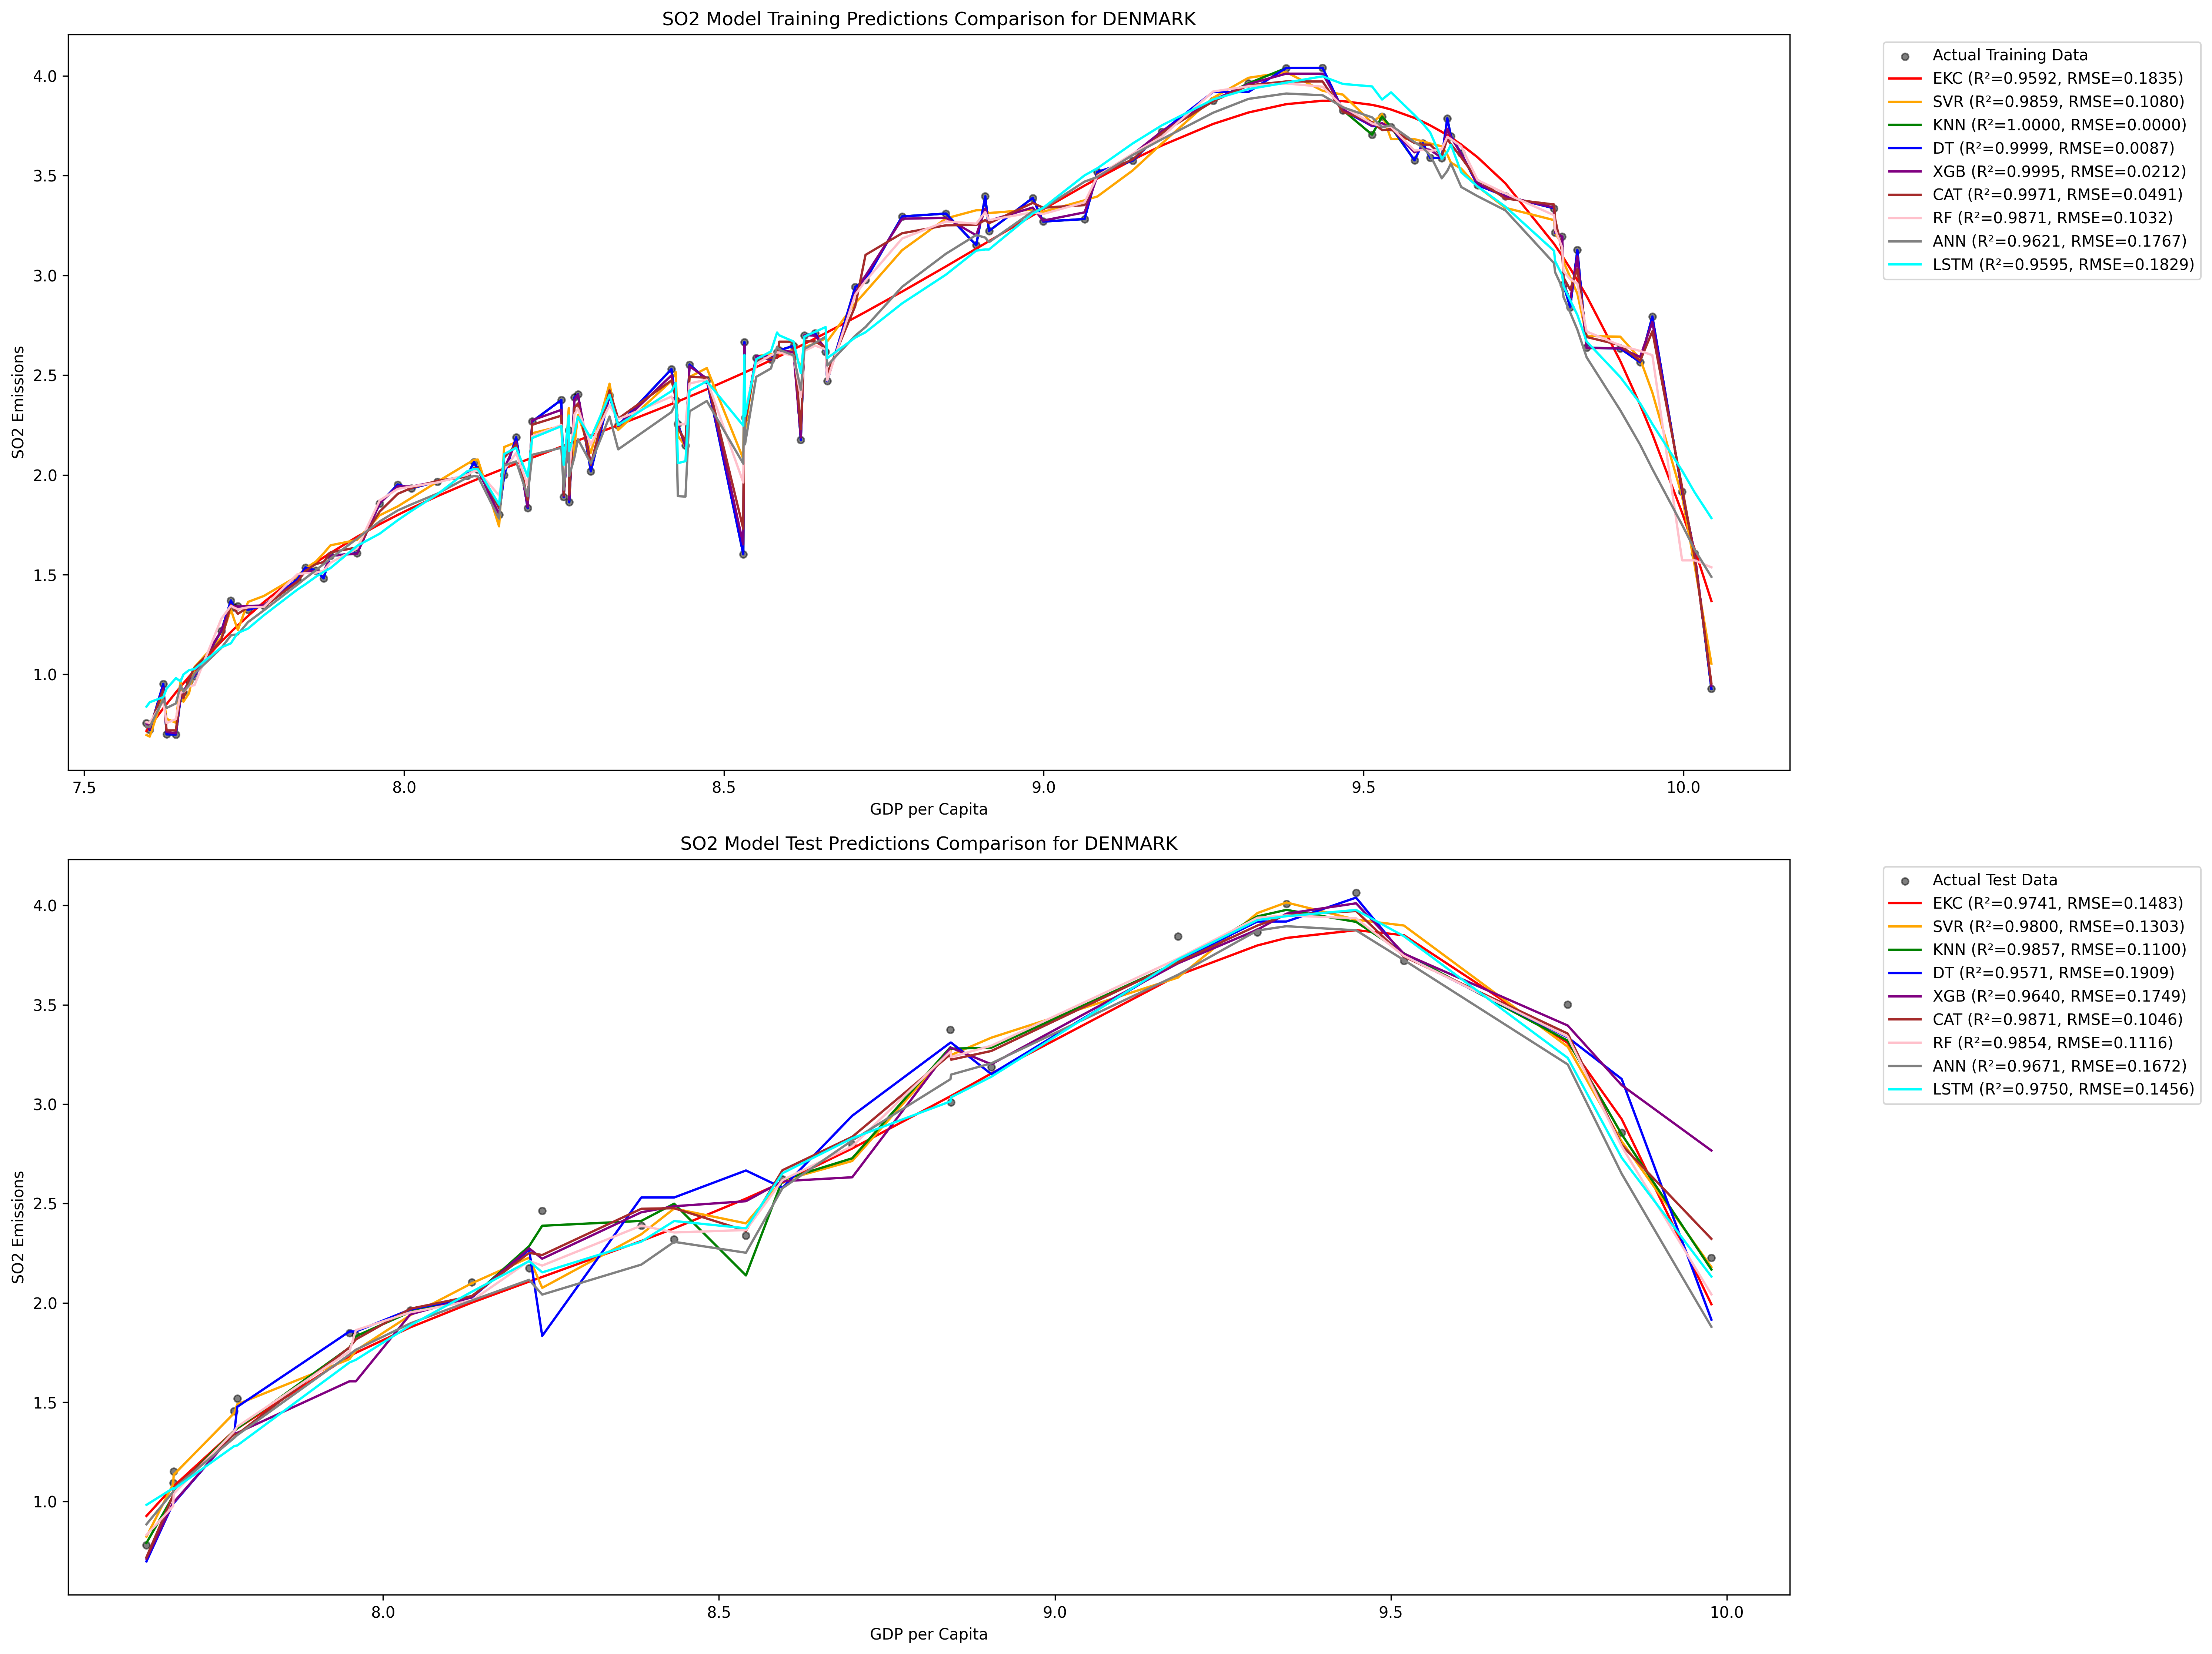 SO2 Model Training Predictions Comparison for DENMARK
4.0
3.5
3.0
2.5
2.0
1.5
1.0
SO2 Emissions
7.5 8.0 8.5 9.0 9.5 10.0
GDP per Capita
Actual Training Data
EKC (R²=0.9592, RMSE=0.1835)
SVR (R²=0.9859, RMSE=0.1080)
KNN (R²=1.0000, RMSE=0.0000)
DT (R²=0.9999, RMSE=0.0087)
XGB (R²=0.9995, RMSE=0.0212)
CAT (R²=0.9971, RMSE=0.0491)
RF (R²=0.9871, RMSE=0.1032)
ANN (R²=0.9621, RMSE=0.1767)
LSTM (R²=0.9595, RMSE=0.1829)
SO2 Model Test Predictions Comparison for DENMARK
4.0
3.5
3.0
2.5
2.0
1.5
1.0
SO2 Emissions
8.0 8.5 9.0 9.5 10.0
GDP per Capita
Actual Test Data
EKC (R²=0.9741, RMSE=0.1483)
SVR (R²=0.9800, RMSE=0.1303)
KNN (R²=0.9857, RMSE=0.1100)
DT (R²=0.9571, RMSE=0.1909)
XGB (R²=0.9640, RMSE=0.1749)
CAT (R²=0.9871, RMSE=0.1046)
RF (R²=0.9854, RMSE=0.1116)
ANN (R²=0.9671, RMSE=0.1672)
LSTM (R²=0.9750, RMSE=0.1456)